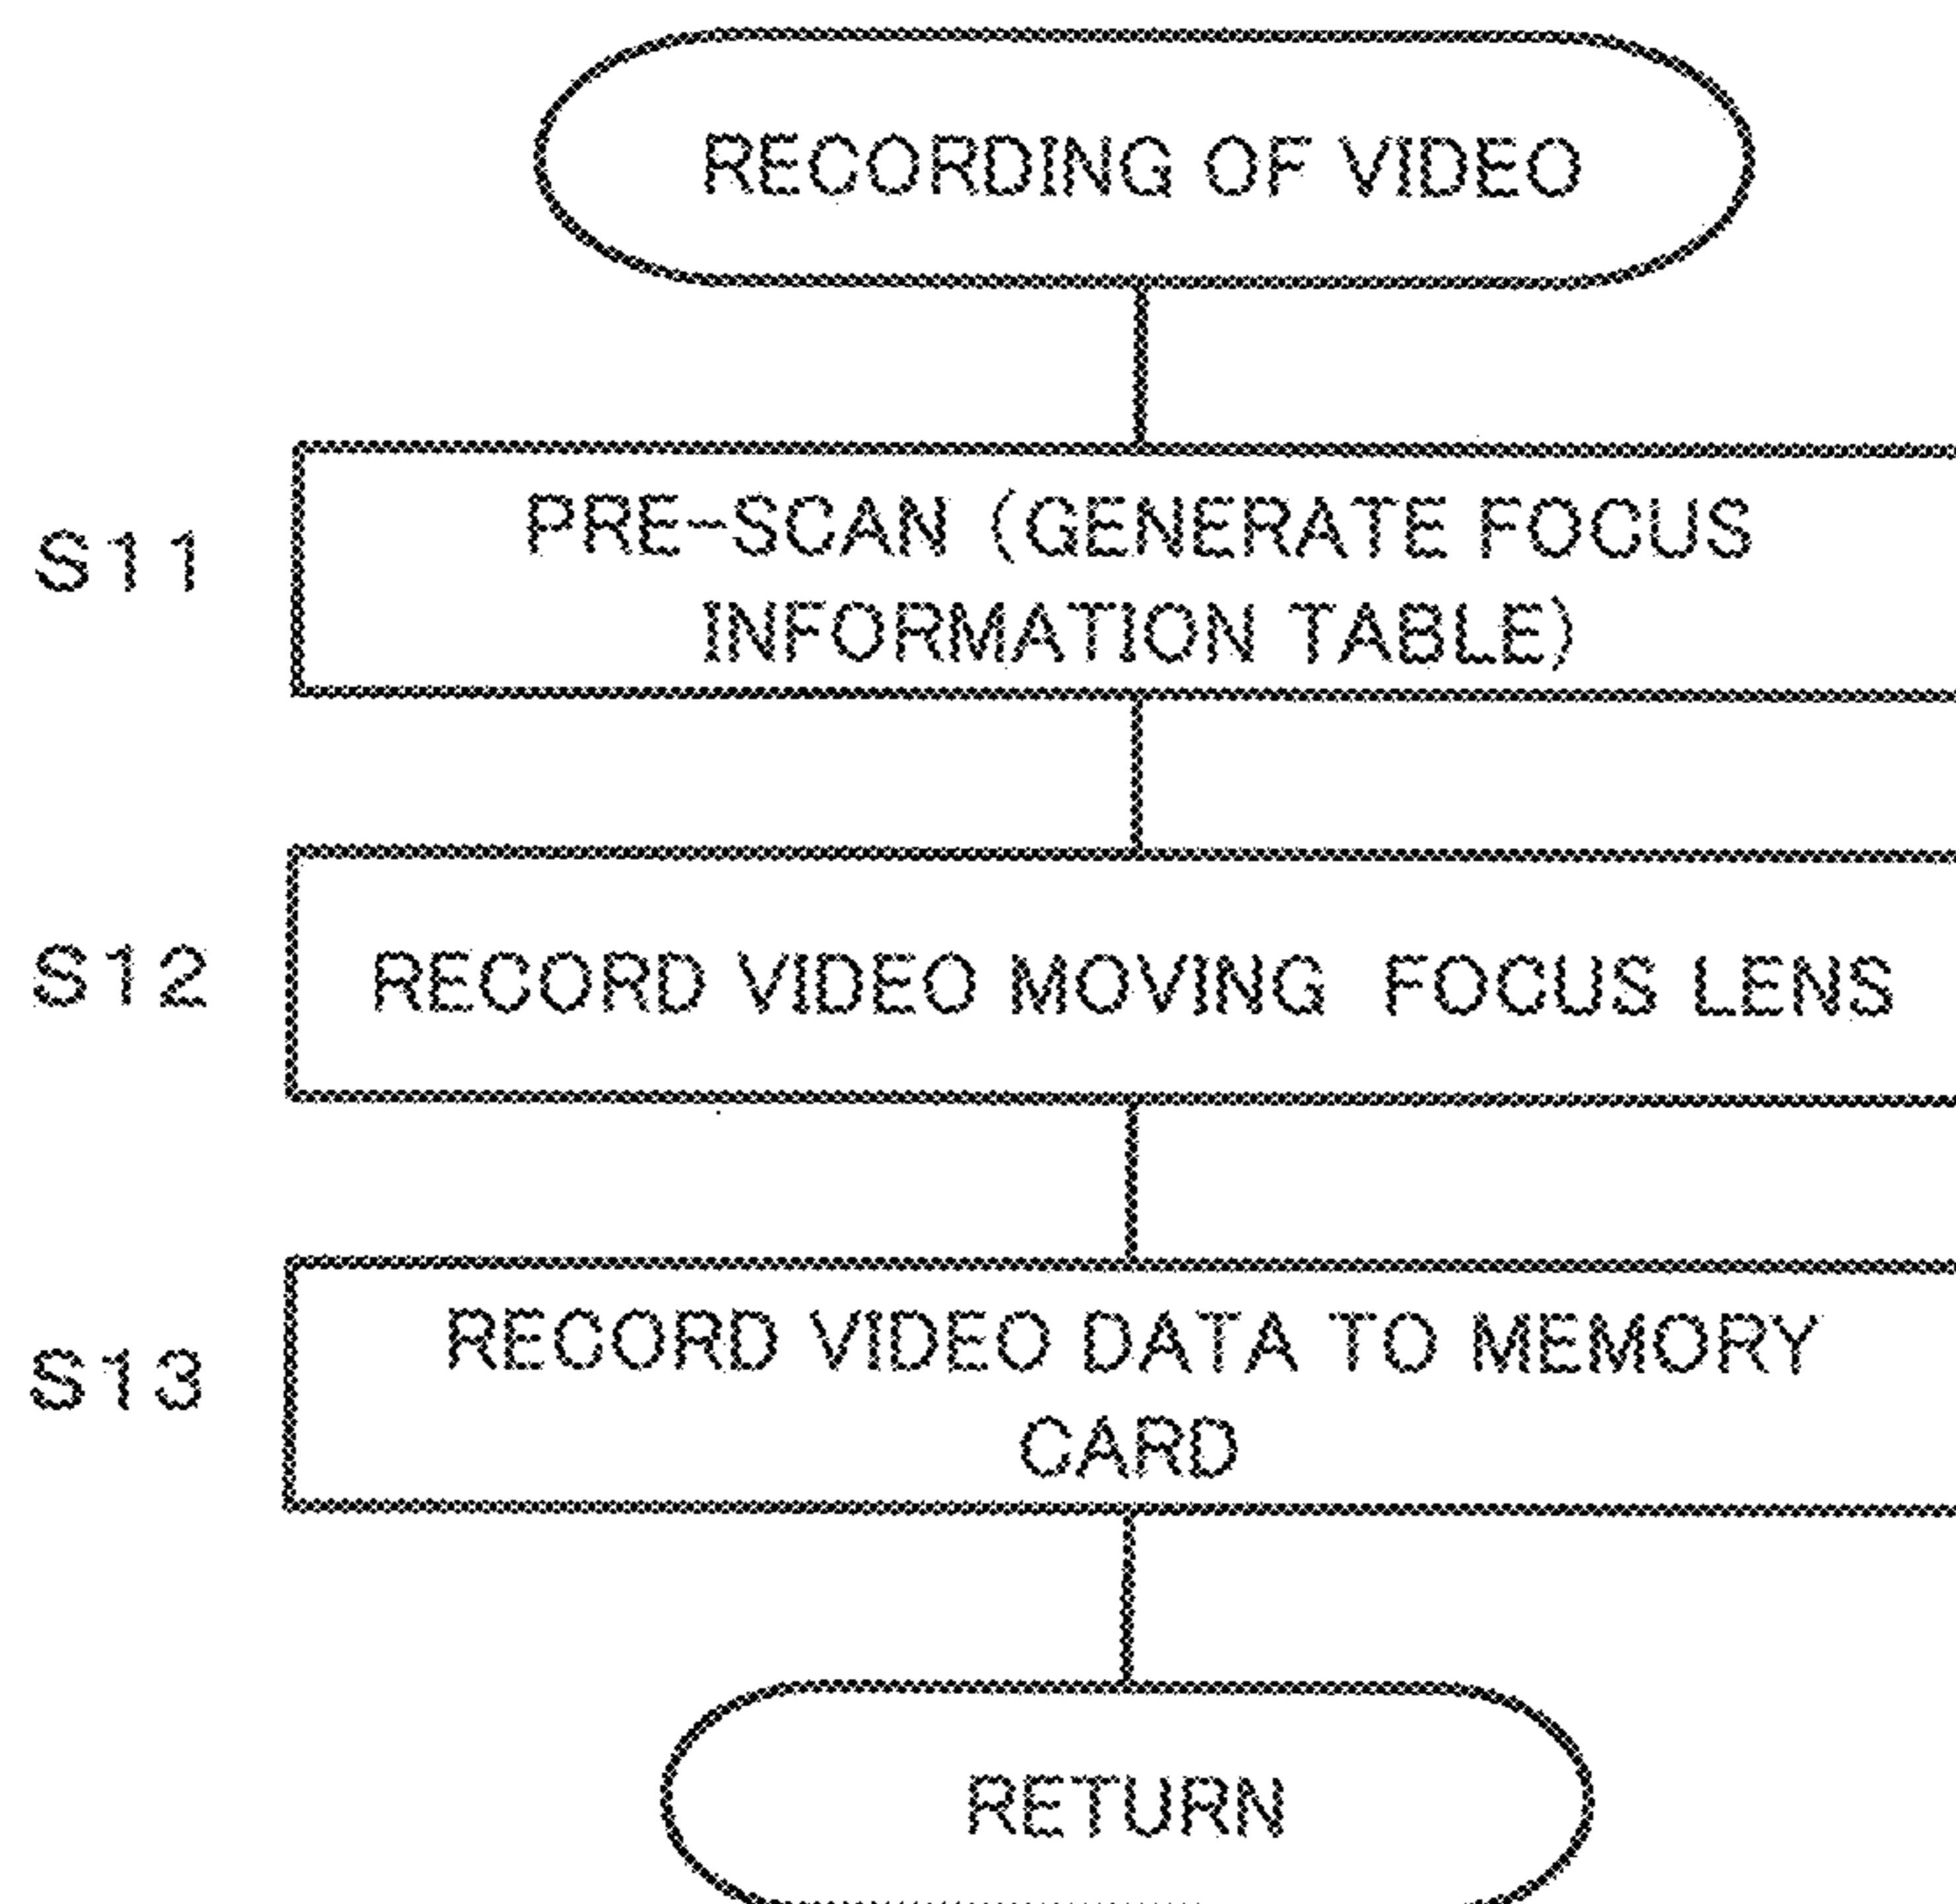 RECORDING OF VIDEO
S11
PRE-SCAN (GENERATE FOCUS
INFORMATION TABLE)
S12
RECORD VIDEO MOVING FOCUS LENS
S13
RECORD VIDEO DATA TO MEMORY
CARD
RETURN